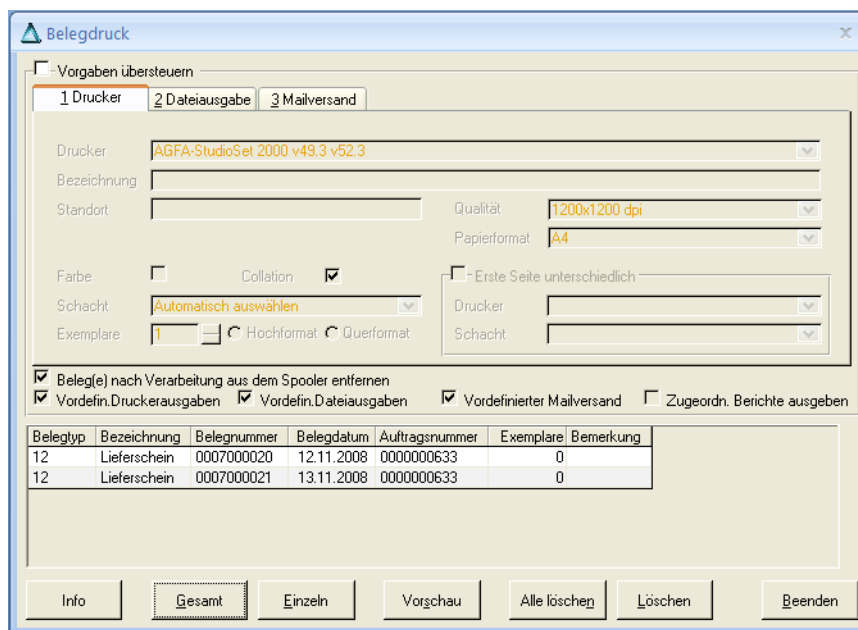 Belegdruck
Vorgaben übersteuern
1 Drucker 2 Dateiausgabe 3 Mailversand
Drucker AGFA-StudioSet 2000 v49.3 v52.3
Bezeichnung
Standort Qualität 1200x1200 dpi
Papierformat A4
Farbe Collation Erste Seite unterschiedlich
Schacht Automatisch auswählen Drucker
Exemplare 1 Hochformat Querformat Schacht
Beleg(e) nach Verarbeitung aus dem Spooler entfernen
Vordefin.Druckerausgaben Vordefin.Dateiausgaben Vordefinierter Mailversand Zugeordn. Berichte ausgeben
Belegtyp Bezeichnung Belegnummer Belegdatum Auftragsnummer Exemplare Bemerkung
12 Lieferschein 0007000020 12.11.2008 0000000633 0
12 Lieferschein 0007000021 13.11.2008 0000000633 0
Info Gesamt Einzeln Vorschau Alle löschen Löschen Beenden